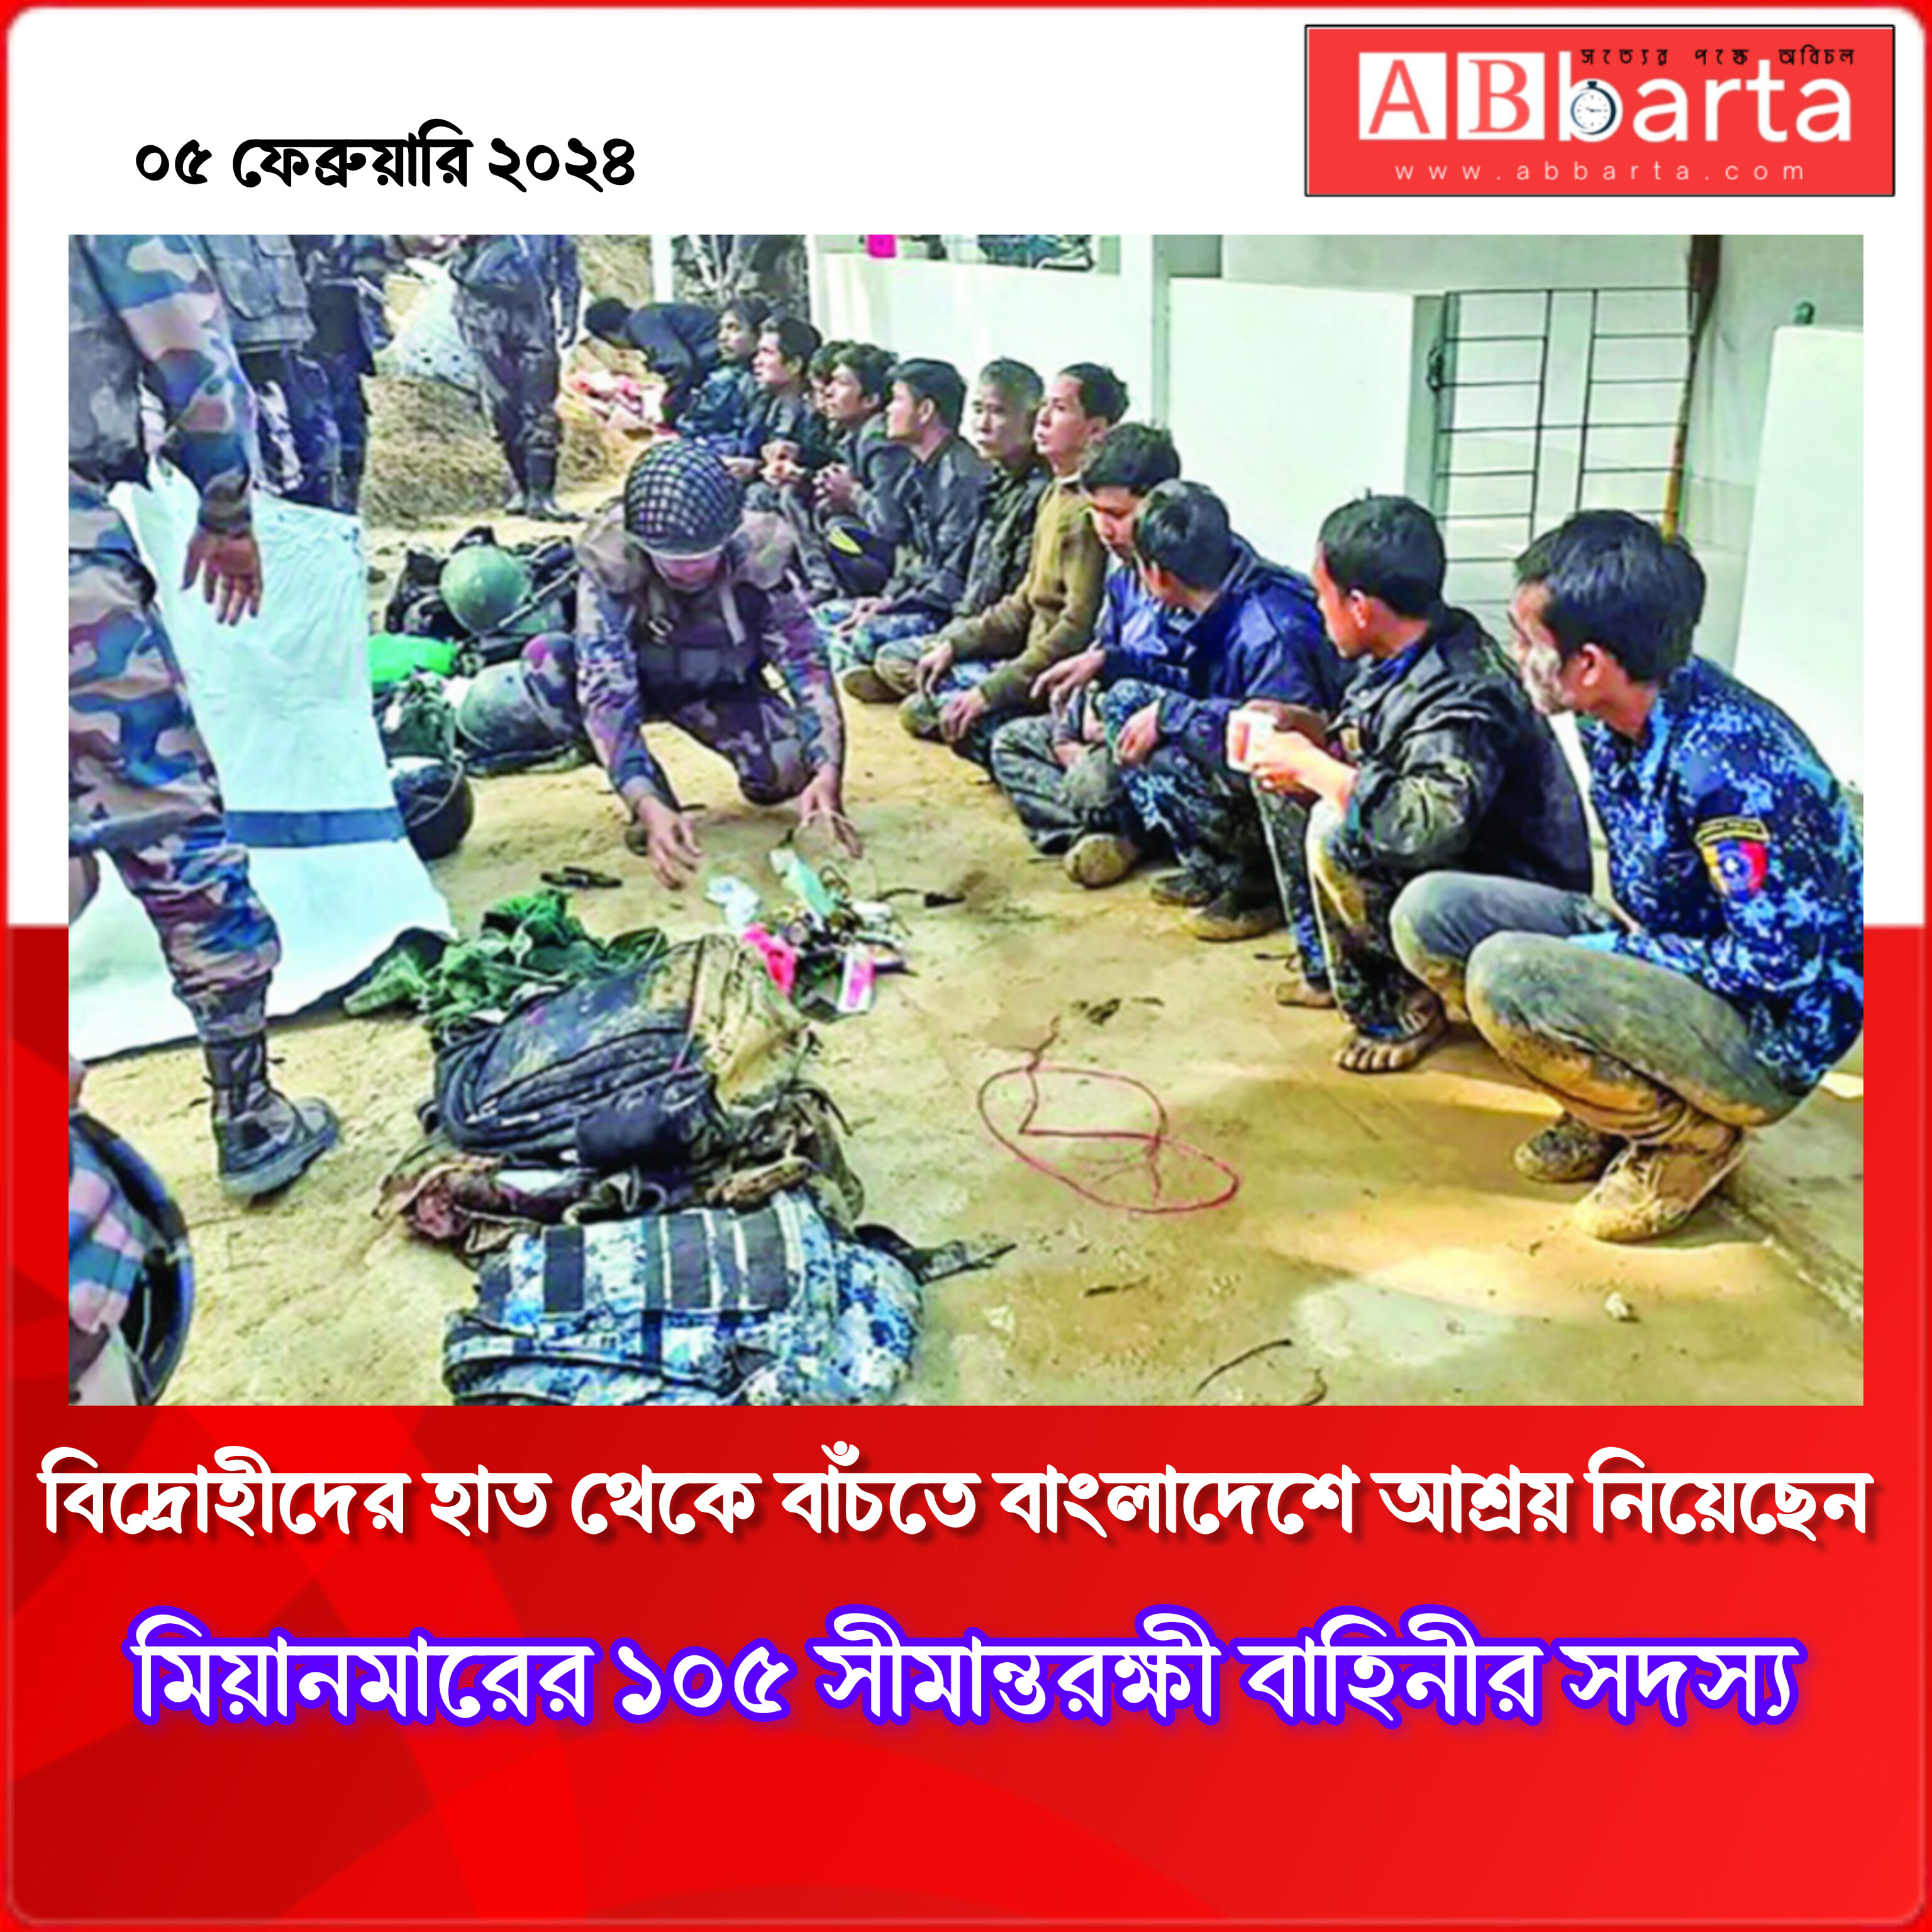 সত্যের পক্ষে অবিচল
ABbarta
www.abbarta.com
০৫ ফেব্রুয়ারি ২০২৪
বিদ্রোহীদের হাত থেকে বাঁচতে বাংলাদেশে আশ্রয় নিয়েছেন
মিয়ানমারের ১০৫ সীমান্তরক্ষী বাহিনীর সদস্য